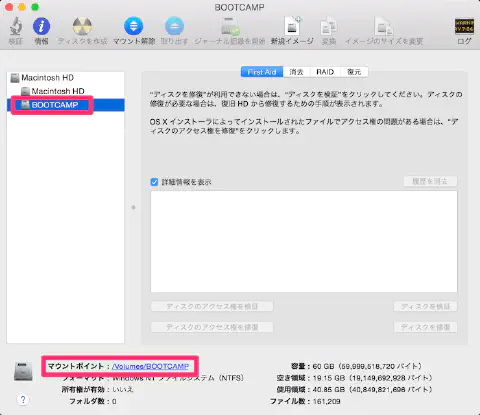 BOOTCAMP
検証 情報 ディスクを作成 マウント解除 取り出す ジャーナル記録を開始 新規イメージ 変換 イメージのサイズを変更 ログ
Macintosh HD
Macintosh HD
BOOTCAMP
First Aid 消去 RAID 復元
“ディスクを修復”が利用できない場合は、“ディスクを検証”をクリックしてください。ディスクの
修復が必要な場合は、復旧 HD から修復するための手順が表示されます。
OS X インストーラによってインストールされたファイルでアクセス権の問題がある場合は、“デ
ィスクのアクセス権を修復”をクリックします。
詳細情報を表示 履歴を消去
ディスクのアクセス権を検証 ディスクを検証
ディスクのアクセス権を修復 ディスクを修復
マウントポイント : /Volumes/BOOTCAMP 容量 : 60 GB (59,999,518,720 バイト)
フォーマット : Windows NT ファイルシステム (NTFS) 空き領域 : 19.15 GB (19,149,692,928 バイト)
所有権が有効 : いいえ 使用領域 : 40.85 GB (40,849,821,696 バイト)
フォルダ数 : 0 ファイル数 : 161,209
?